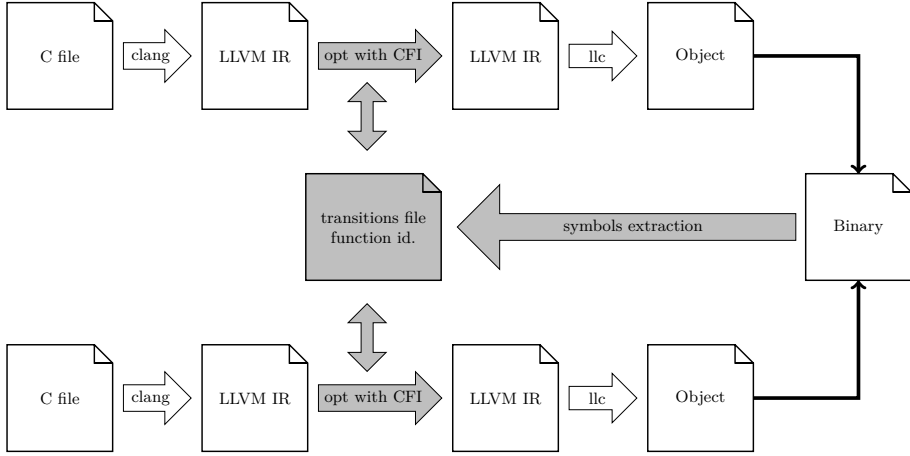 C file
clang
LLVM IR
opt with CFI
LLVM IR
llc
Object
transitions file
function id.
symbols extraction
Binary
C file
clang
LLVM IR
opt with CFI
LLVM IR
llc
Object